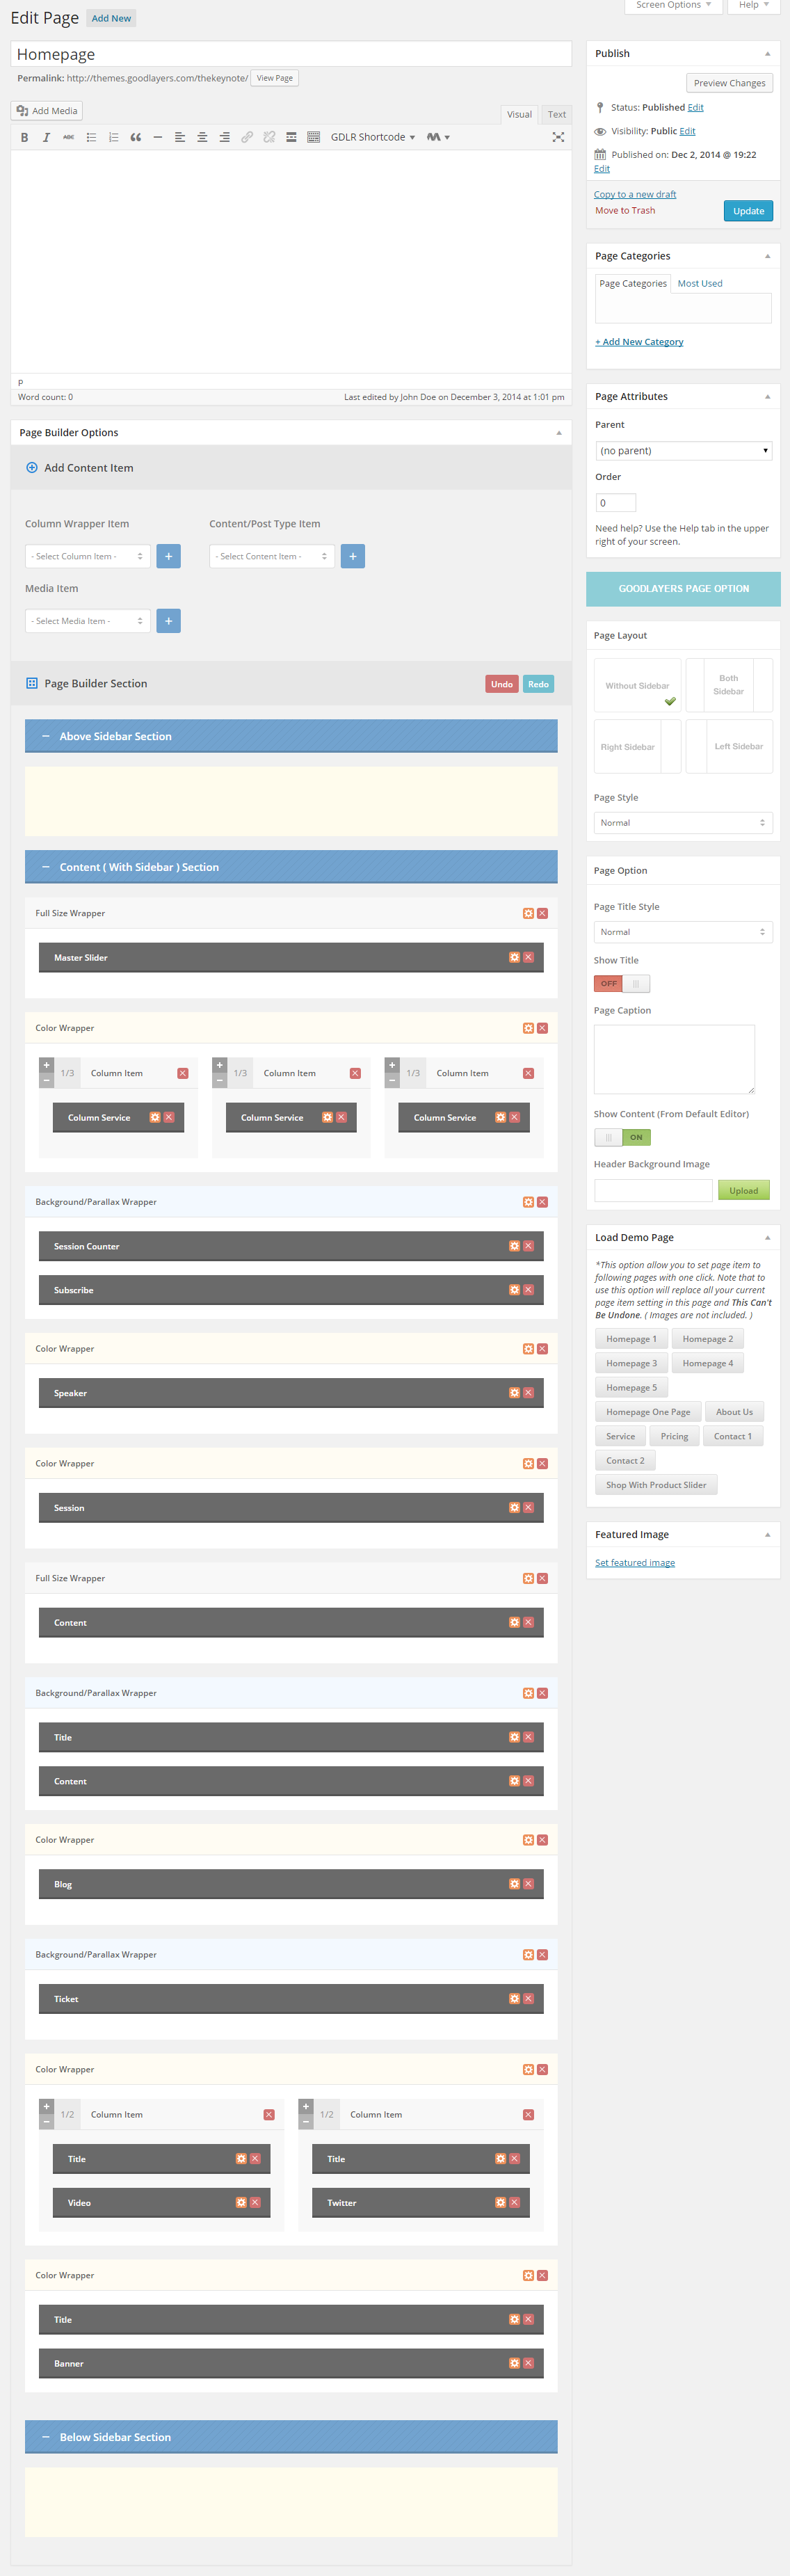 Screen Options ▼ Help ▼
Edit Page Add New
Homepage
Permalink: http://themes.goodlayers.com/thekeynote/ View Page
Add Media
Visual Text
B I ABC GDLR Shortcode ▼
p
Word count: 0 Last edited by John Doe on December 3, 2014 at 1:01 pm
Page Builder Options
Add Content Item
Column Wrapper Item Content/Post Type Item
- Select Column Item - + - Select Content Item - +
Media Item
- Select Media Item - +
Page Builder Section Undo Redo
− Above Sidebar Section
− Content ( With Sidebar ) Section
Full Size Wrapper
Master Slider
Color Wrapper
+ − 1/3 Column Item + − 1/3 Column Item + − 1/3 Column Item
Column Service Column Service Column Service
Background/Parallax Wrapper
Session Counter
Subscribe
Color Wrapper
Speaker
Color Wrapper
Session
Full Size Wrapper
Content
Background/Parallax Wrapper
Title
Content
Color Wrapper
Blog
Background/Parallax Wrapper
Ticket
Color Wrapper
+ − 1/2 Column Item + − 1/2 Column Item
Title Title
Video Twitter
Color Wrapper
Title
Banner
− Below Sidebar Section
Publish
Preview Changes
Status: Published Edit
Visibility: Public Edit
Published on: Dec 2, 2014 @ 19:22
Edit
Copy to a new draft
Move to Trash Update
Page Categories
Page Categories Most Used
+ Add New Category
Page Attributes
Parent
(no parent)
Order
0
Need help? Use the Help tab in the upper
right of your screen.
GOODLAYERS PAGE OPTION
Page Layout
Without Sidebar Both
Sidebar
Right Sidebar Left Sidebar
Page Style
Normal
Page Option
Page Title Style
Normal
Show Title
OFF
Page Caption
Show Content (From Default Editor)
ON
Header Background Image
Upload
Load Demo Page
*This option allow you to set page item to
following pages with one click. Note that to
use this option will replace all your current
page item setting in this page and This Can't
Be Undone. ( Images are not included. )
Homepage 1 Homepage 2
Homepage 3 Homepage 4
Homepage 5
Homepage One Page About Us
Service Pricing Contact 1
Contact 2
Shop With Product Slider
Featured Image
Set featured image